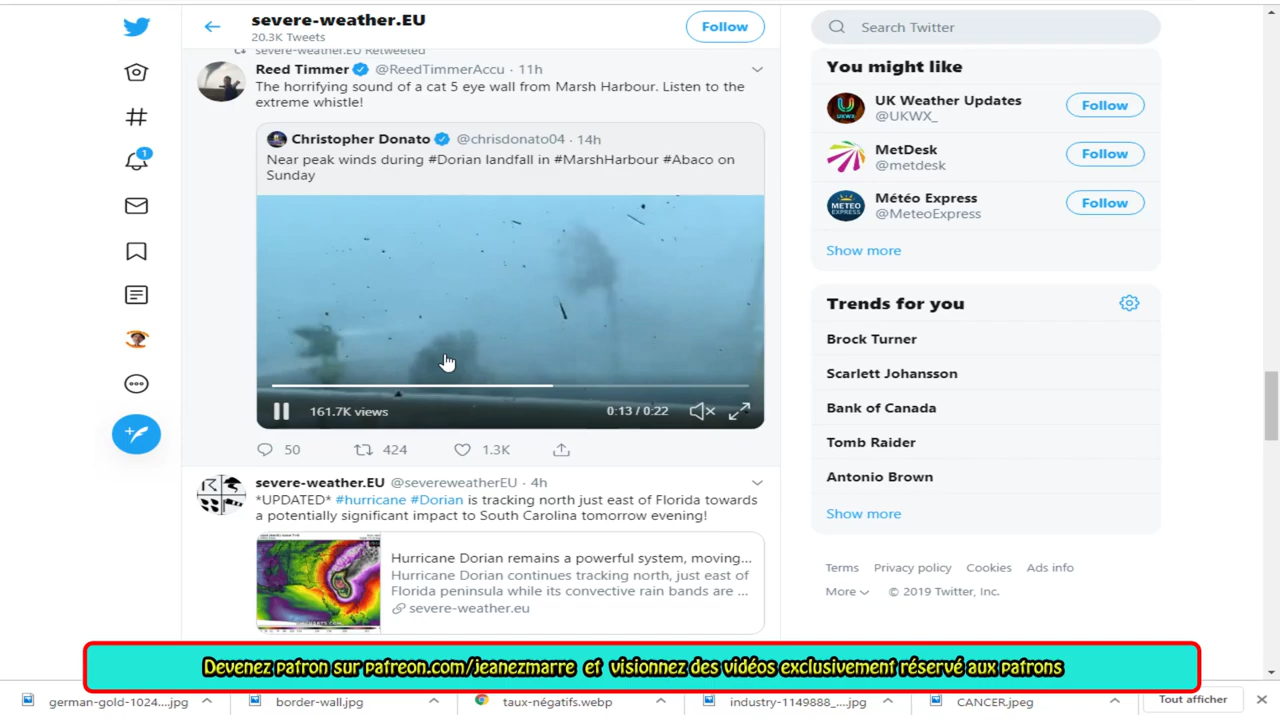 severe-weather.EU
20.3K Tweets
Follow
severe-weather.EU Retweeted
Reed Timmer @ReedTimmerAccu · 11h
The horrifying sound of a cat 5 eye wall from Marsh Harbour. Listen to the
extreme whistle!
Christopher Donato @chrisdonato04 · 14h
Near peak winds during #Dorian landfall in #MarshHarbour #Abaco on
Sunday
161.7K views
0:13 / 0:22
50
424
1.3K
severe-weather.EU @severeweatherEU · 4h
*UPDATED* #hurricane #Dorian is tracking north just east of Florida towards
a potentially significant impact to South Carolina tomorrow evening!
Hurricane Dorian remains a powerful system, moving...
Hurricane Dorian continues tracking north, just east of
Florida peninsula while its convective rain bands are ...
severe-weather.eu
1
Search Twitter
You might like
UK Weather Updates
@UKWX_
Follow
MetDesk
@metdesk
Follow
METEO
EXPRESS
Météo Express
@MeteoExpress
Follow
Show more
Trends for you
Brock Turner
Scarlett Johansson
Bank of Canada
Tomb Raider
Antonio Brown
Show more
Terms Privacy policy Cookies Ads info
More © 2019 Twitter, Inc.
Devenez patron sur patreon.com/jeanezmarre et visionnez des vidéos exclusivement réservé aux patrons
german-gold-1024....jpg
border-wall.jpg
taux-négatifs.webp
industry-1149888_....jpg
CANCER.jpeg
Tout afficher